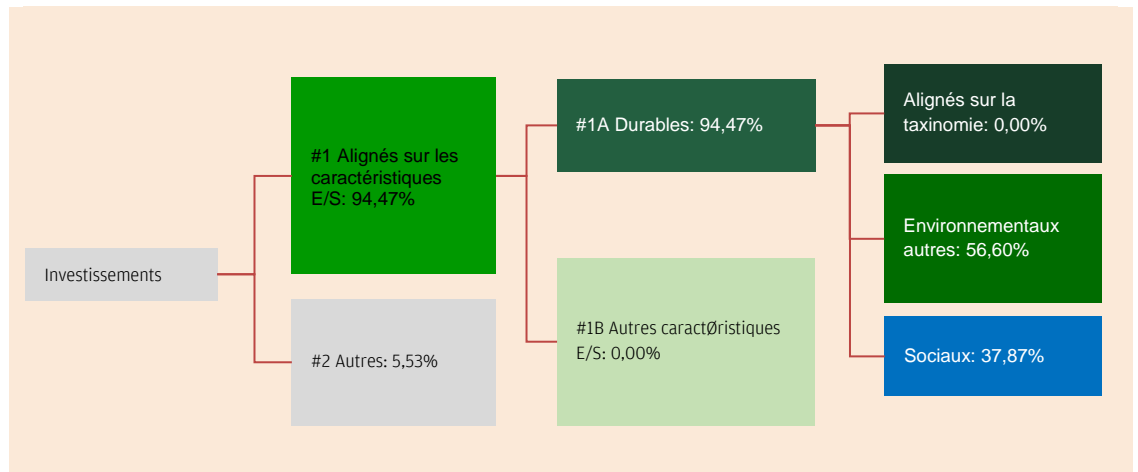 Investissements
#1 Alignés sur les
caractéristiques
E/S: 94,47%
#2 Autres: 5,53%
#1A Durables: 94,47%
#1B Autres caractØristiques
E/S: 0,00%
Alignés sur la
taxinomie: 0,00%
Environnementaux
autres: 56,60%
Sociaux: 37,87%